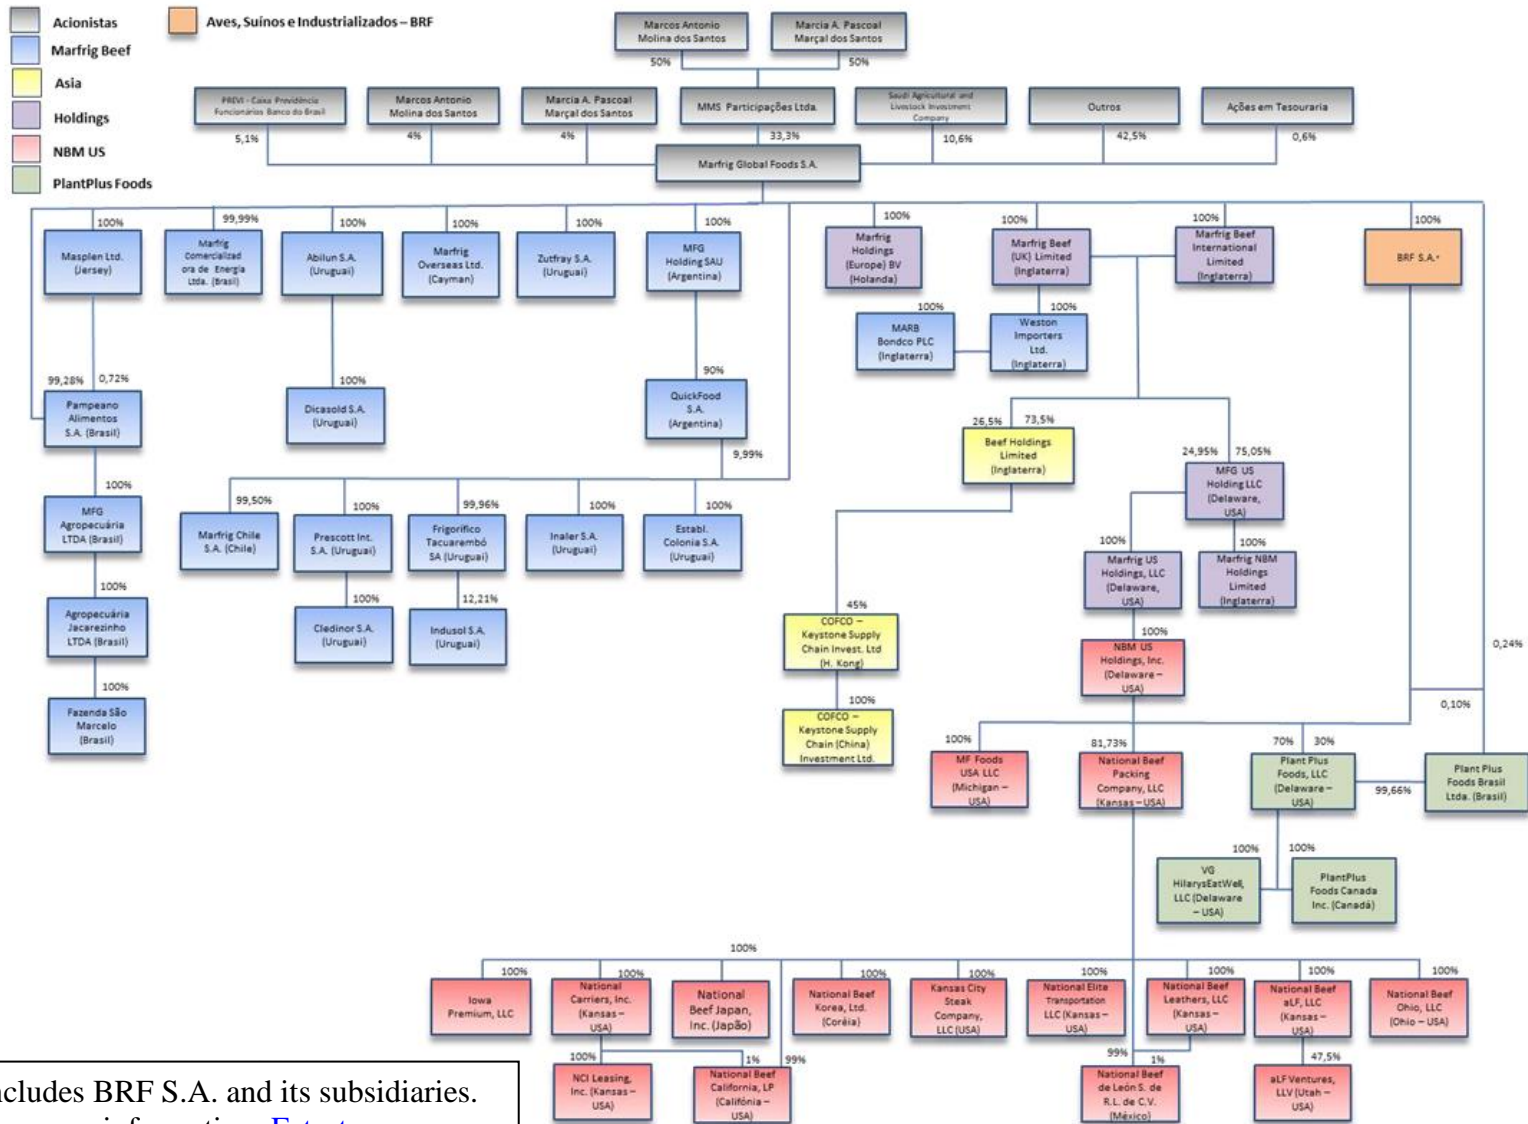 Acionistas
Marfrig Beef
Asia
Holdings
NBM US
PlantPlus Foods
Aves, Suínos e Industrializados – BRF
Marcos Antonio
Molina dos Santos
Marcia A. Pascoal
Marçal dos Santos
50%
50%
PREVI - Caixa Previdência
Funcionários Banco do Brasil
Marcos Antonio
Molina dos Santos
Marcia A. Pascoal
Marçal dos Santos
MMS Participações Ltda.
Saudi Agricultural and
Livestock Investment
Company
Outros
Ações em Tesouraria
5,1%
4%
4%
33,3%
10,6%
42,5%
0,6%
Marfrig Global Foods S.A.
100%
99,99%
100%
100%
100%
100%
100%
100%
100%
100%
Masplen Ltd.
(Jersey)
Marfrig
Comercializad
ora de Energia
Ltda. (Brasil)
Abilun S.A.
(Uruguai)
Marfrig
Overseas Ltd.
(Cayman)
Zutfray S.A.
(Uruguai)
MFG
Holding SAU
(Argentina)
Marfrig
Holdings
(Europe) BV
(Holanda)
Marfrig Beef
(UK) Limited
(Inglaterra)
Marfrig Beef
International
Limited
(Inglaterra)
BRF S.A.*
100%
100%
MARB
Bondco PLC
(Inglaterra)
Weston
Importers
Ltd.
(Inglaterra)
99,28%
0,72%
100%
90%
Pampeano
Alimentos
S.A. (Brasil)
Dicasold S.A.
(Uruguai)
QuickFood
S.A.
(Argentina)
9,99%
26,5%
73,5%
Beef Holdings
Limited
(Inglaterra)
24,95%
75,05%
MFG US
Holding LLC
(Delaware,
USA)
100%
99,50%
100%
99,96%
100%
100%
MFG
Agropecuária
LTDA (Brasil)
Marfrig Chile
S.A. (Chile)
Prescott Int.
S.A. (Uruguai)
Frigorífico
Tacuarembó
SA (Uruguai)
Inaler S.A.
(Uruguai)
Establ.
Colonia S.A.
(Uruguai)
100%
100%
Marfrig US
Holdings, LLC
(Delaware,
USA)
Marfrig NBM
Holdings
Limited
(Inglaterra)
100%
100%
12,21%
45%
Agropecuária
Jacarezinho
LTDA (Brasil)
Cledinor S.A.
(Uruguai)
Indusol S.A.
(Uruguai)
COFCO –
Keystone Supply
Chain Invest. Ltd
(H. Kong)
100%
NBM US
Holdings, Inc.
(Delaware –
USA)
0,24%
100%
100%
0,10%
Fazenda São
Marcelo
(Brasil)
COFCO –
Keystone Supply
Chain (China)
Investment Ltd.
100%
81,73%
70%
30%
MF Foods
USA LLC
(Michigan –
USA)
National Beef
Packing
Company, LLC
(Kansas – USA)
Plant Plus
Foods, LLC
(Delaware –
USA)
99,66%
Plant Plus
Foods Brasil
Ltda. (Brasil)
100%
100%
VG
HilarysEatWell,
LLC (Delaware
– USA)
PlantPlus
Foods Canada
Inc. (Canadá)
100%
100%
100%
100%
100%
100%
100%
100%
100%
Iowa
Premium, LLC
National
Carriers, Inc.
(Kansas –
USA)
National
Beef Japan,
Inc. (Japão)
National Beef
Korea, Ltd.
(Coréia)
Kansas City
Steak
Company,
LLC (USA)
National Elite
Transportation
LLC (Kansas –
USA)
National Beef
Leathers, LLC
(Kansas –
USA)
National Beef
aLF, LLC
(Kansas –
USA)
National Beef
Ohio, LLC
(Ohio – USA)
100%
1%
99%
99%
1%
47,5%
NCI Leasing,
Inc. (Kansas –
USA)
National Beef
California, LP
(Califónia –
USA)
National Beef
de León S. de
R.L. de C.V.
(México)
aLF Ventures,
LLV (Utah –
USA)
ncludes BRF S.A. and its subsidiaries.